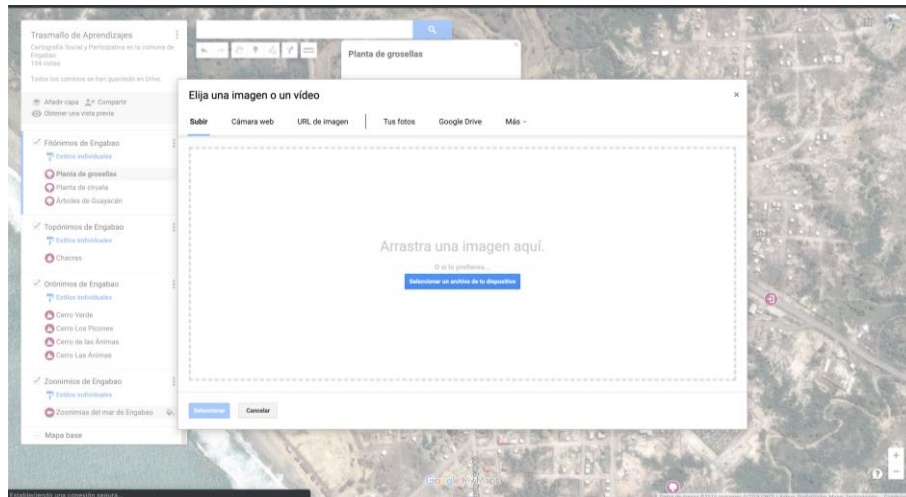 Trasmallo de Aprendizajes
Cartografía Social y Participativa en la comuna de
Engabao
194 vistas
Todos los cambios se han guardado en Drive.
Añadir capa
Compartir
Obtener una vista previa
Fitónimos de Engabao
Estilos individuales
Planta de grosellas
Planta de ciruela
Árboles de Guayacán
Topónimos de Engabao
Estilos individuales
Chacras
Orónimos de Engabao
Estilos individuales
Cerro Verde
Cerro Los Picones
Cerro de las Ánimas
Cerro Las Ánimas
Zoonimios de Engabao
Estilos individuales
Zoonimias del mar de Engabao
Mapa base
Planta de grosellas
Elija una imagen o un vídeo
Subir
Cámara web
URL de imagen
Tus fotos
Google Drive
Más
Arrastra una imagen aquí.
O si lo prefieres...
Seleccionar un archivo de tu dispositivo
Seleccionar
Cancelar
Google My Maps
Estableciendo una conexión segura